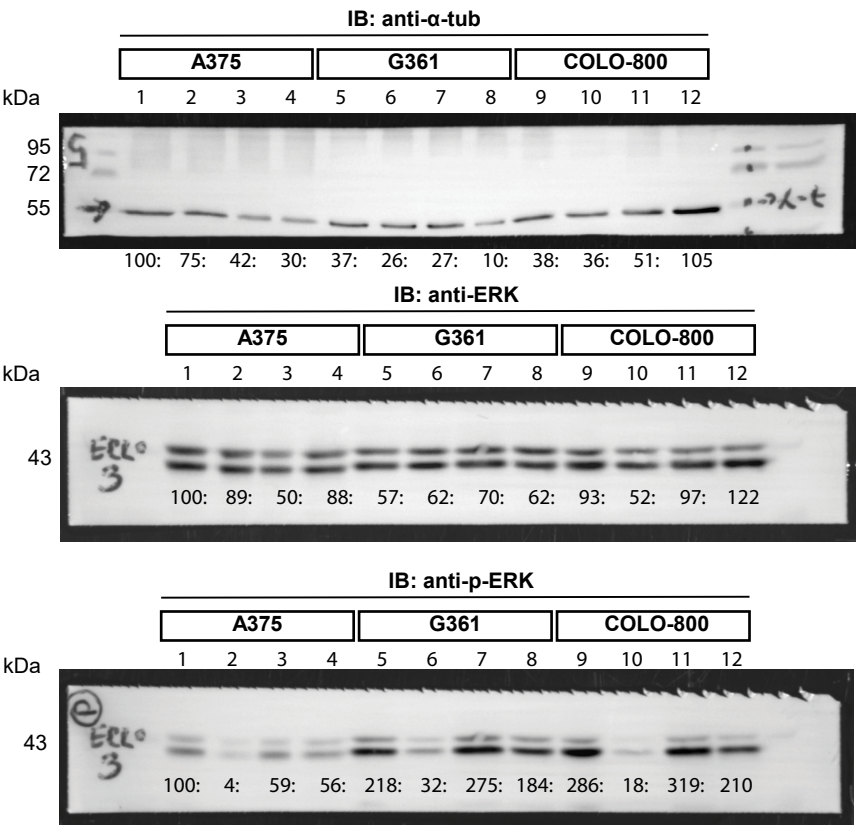 IB: anti-α-tub
A375 G361 COLO-800
kDa 1 2 3 4 5 6 7 8 9 10 11 12
95
72
55
100: 75: 42: 30: 37: 26: 27: 10: 38: 36: 51: 105
IB: anti-ERK
A375 G361 COLO-800
kDa 1 2 3 4 5 6 7 8 9 10 11 12
43
3
100: 89: 50: 88: 57: 62: 70: 62: 93: 52: 97: 122
IB: anti-p-ERK
A375 G361 COLO-800
kDa 1 2 3 4 5 6 7 8 9 10 11 12
43
3
100: 4: 59: 56: 218: 32: 275: 184: 286: 18: 319: 210